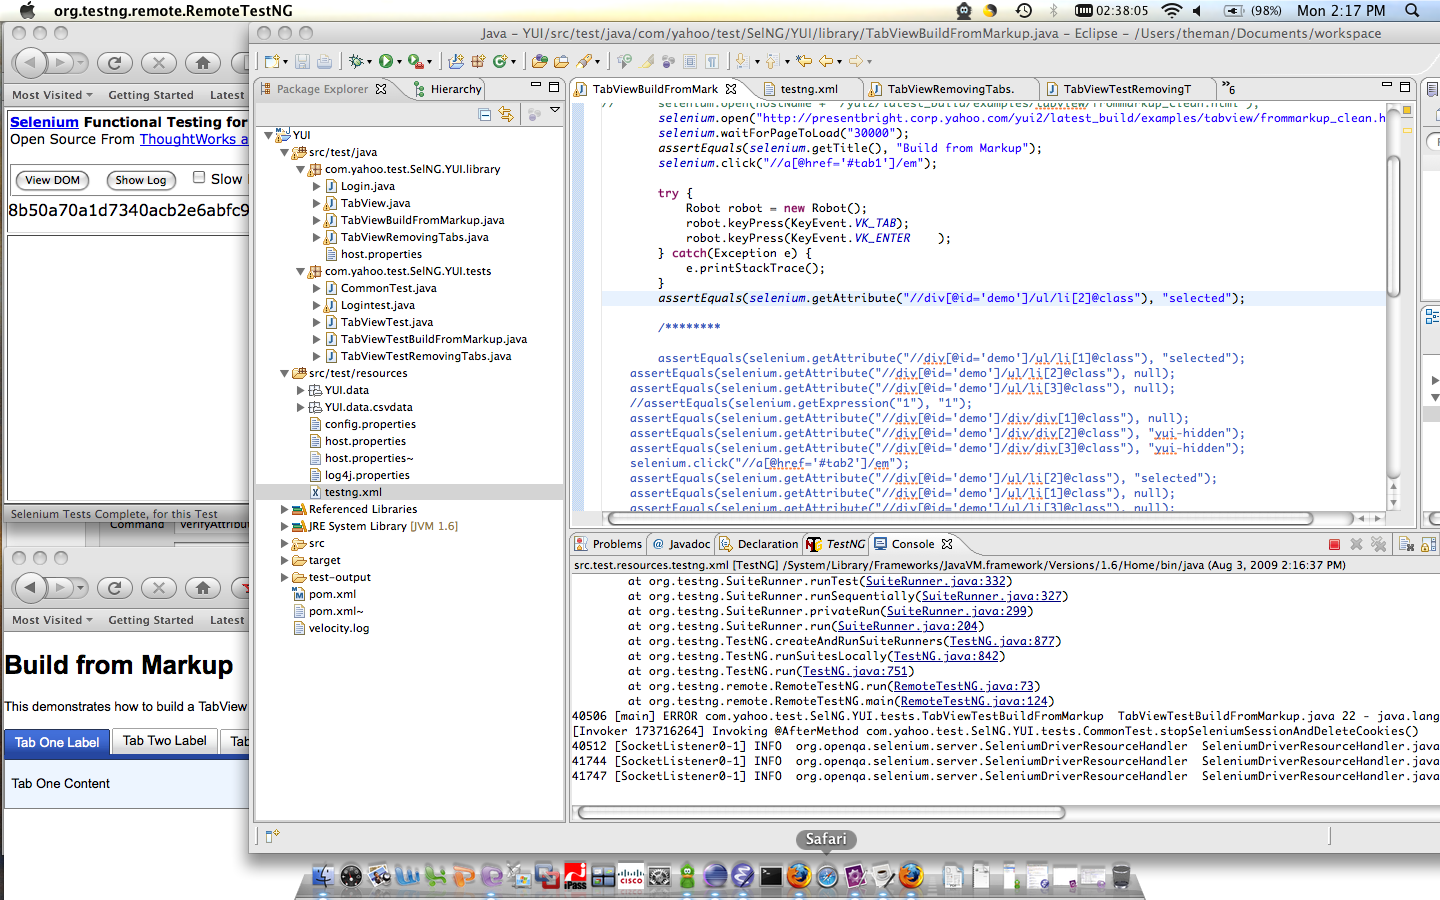 org.testng.remote.RemoteTestNG
02:38:05
(98%)
Mon 2:17 PM
Java – YUI/src/test/java/com/yahoo/test/SelNG/YUI/library/TabViewBuildFromMarkup.java – Eclipse – /Users/theman/Documents/workspace
Most Visited
Getting Started
Latest
Selenium Functional Testing for
Open Source From ThoughtWorks a
View DOM
Show Log
Slow
8b50a70a1d7340acb2e6abfc9
Selenium Tests Complete, for this Test
Command
verifyAttribut
Most Visited
Getting Started
Latest
Build from Markup
This demonstrates how to build a TabView
Tab One Label
Tab Two Label
Tab
Tab One Content
Package Explorer
Hierarchy
YUI
src/test/java
com.yahoo.test.SelNG.YUI.library
Login.java
TabView.java
TabViewBuildFromMarkup.java
TabViewRemovingTabs.java
host.properties
com.yahoo.test.SelNG.YUI.tests
CommonTest.java
Logintest.java
TabViewTest.java
TabViewTestBuildFromMarkup.java
TabViewTestRemovingTabs.java
src/test/resources
YUI.data
YUI.data.csvdata
config.properties
host.properties
host.properties~
log4j.properties
testng.xml
Referenced Libraries
JRE System Library [JVM 1.6]
src
target
test-output
pom.xml
pom.xml~
velocity.log
TabViewBuildFromMark
testng.xml
TabViewRemovingTabs.
TabViewTestRemovingT
»6
// selenium.open(hostName + "/yui2/latest_build/examples/tabview/frommarkup_clean.html");
selenium.open("http://presentbright.corp.yahoo.com/yui2/latest_build/examples/tabview/frommarkup_clean.h
selenium.waitForPageToLoad("30000");
assertEquals(selenium.getTitle(), "Build from Markup");
selenium.click("//a[@href='#tab1']/em");
try {
Robot robot = new Robot();
robot.keyPress(KeyEvent.VK_TAB);
robot.keyPress(KeyEvent.VK_ENTER );
} catch(Exception e) {
e.printStackTrace();
}
assertEquals(selenium.getAttribute("//div[@id='demo']/ul/li[2]@class"), "selected");
/********
assertEquals(selenium.getAttribute("//div[@id='demo']/ul/li[1]@class"), "selected");
assertEquals(selenium.getAttribute("//div[@id='demo']/ul/li[2]@class"), null);
assertEquals(selenium.getAttribute("//div[@id='demo']/ul/li[3]@class"), null);
//assertEquals(selenium.getExpression("1"), "1");
assertEquals(selenium.getAttribute("//div[@id='demo']/div/div[1]@class"), null);
assertEquals(selenium.getAttribute("//div[@id='demo']/div/div[2]@class"), "yui-hidden");
assertEquals(selenium.getAttribute("//div[@id='demo']/div/div[3]@class"), "yui-hidden");
selenium.click("//a[@href='#tab2']/em");
assertEquals(selenium.getAttribute("//div[@id='demo']/ul/li[2]@class"), "selected");
assertEquals(selenium.getAttribute("//div[@id='demo']/ul/li[1]@class"), null);
assertEquals(selenium.getAttribute("//div[@id='demo']/ul/li[3]@class"), null);
Problems
Javadoc
Declaration
TestNG
Console
src.test.resources.testng.xml [TestNG] /System/Library/Frameworks/JavaVM.framework/Versions/1.6/Home/bin/java (Aug 3, 2009 2:16:37 PM)
at org.testng.SuiteRunner.runTest(SuiteRunner.java:332)
at org.testng.SuiteRunner.runSequentially(SuiteRunner.java:327)
at org.testng.SuiteRunner.privateRun(SuiteRunner.java:299)
at org.testng.SuiteRunner.run(SuiteRunner.java:204)
at org.testng.TestNG.createAndRunSuiteRunners(TestNG.java:877)
at org.testng.TestNG.runSuitesLocally(TestNG.java:842)
at org.testng.TestNG.run(TestNG.java:751)
at org.testng.remote.RemoteTestNG.run(RemoteTestNG.java:73)
at org.testng.remote.RemoteTestNG.main(RemoteTestNG.java:124)
40506 [main] ERROR com.yahoo.test.SelNG.YUI.tests.TabViewTestBuildFromMarkup TabViewTestBuildFromMarkup.java 22 - java.lang
[Invoker 173716264] Invoking @AfterMethod com.yahoo.test.SelNG.YUI.tests.CommonTest.stopSeleniumSessionAndDeleteCookies()
40512 [SocketListener0-1] INFO org.openqa.selenium.server.SeleniumDriverResourceHandler SeleniumDriverResourceHandler.java
41744 [SocketListener0-1] INFO org.openqa.selenium.server.SeleniumDriverResourceHandler SeleniumDriverResourceHandler.java
41747 [SocketListener0-1] INFO org.openqa.selenium.server.SeleniumDriverResourceHandler SeleniumDriverResourceHandler.java
Safari
iPass
CISCO